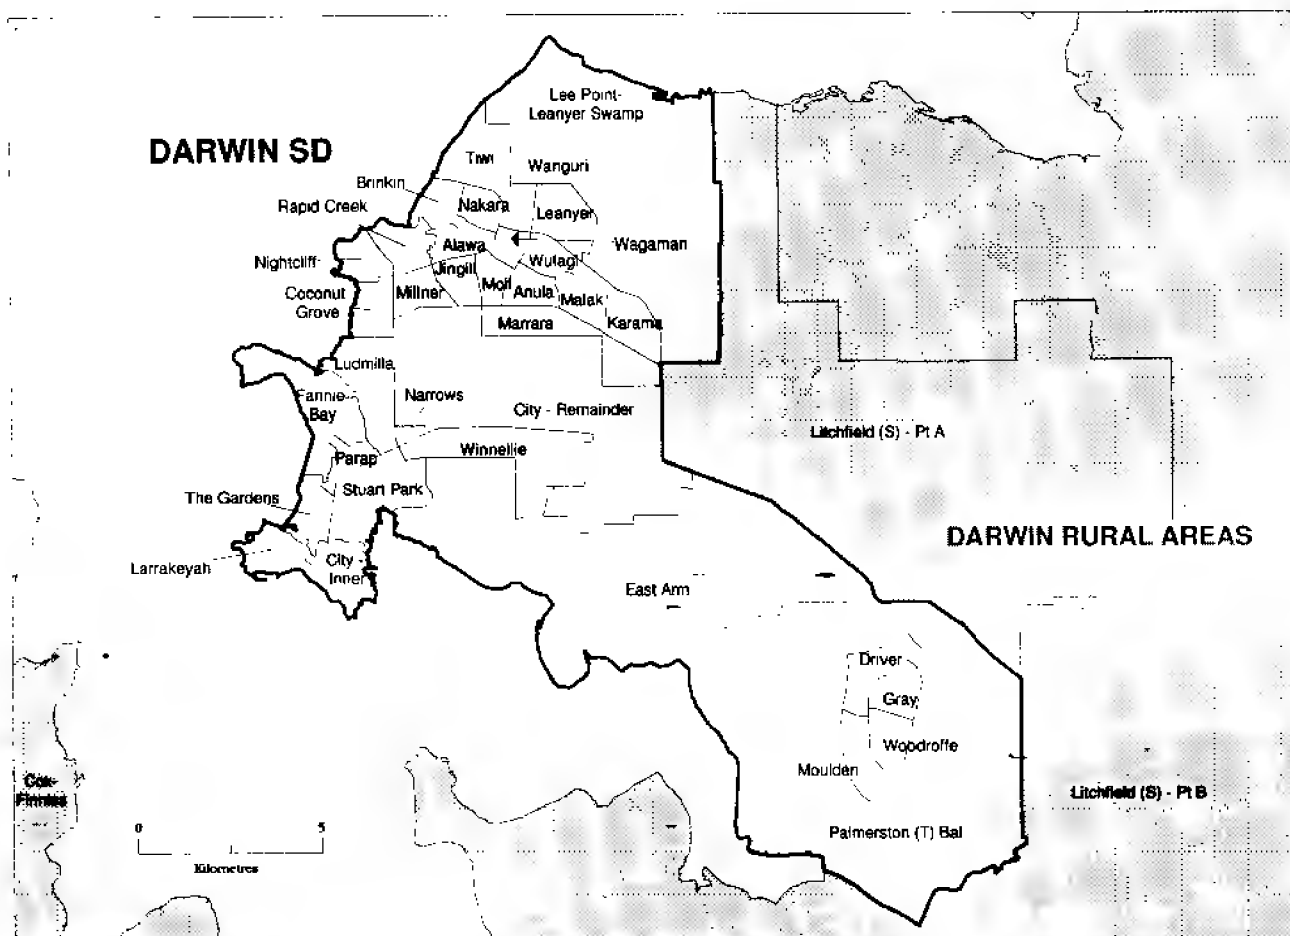 Lee Point-
Leanyer Swamp
DARWIN SD
Tiwi
Wanguri
Brinkin
Rapid Creek
Nakara
Leanyer
Alawa
Wagaman
Nightcliff
Jingili
Wulagi
Coconut
Grove
Millner
Moil
Anula
Malak
Marrara
Karama
Ludmilla
Fannie
Bay
Narrows
City - Remainder
Litchfield (S) - Pt A
Parap
Winnellie
The Gardens
Stuart Park
DARWIN RURAL AREAS
Larrakeyah
City
Inner
East Arm
Driver
Gray
Woodroffe
Moulden
Cox-
Finniss
Litchfield (S) - Pt B
0 5
Kilometres
Palmerston (T) Bal